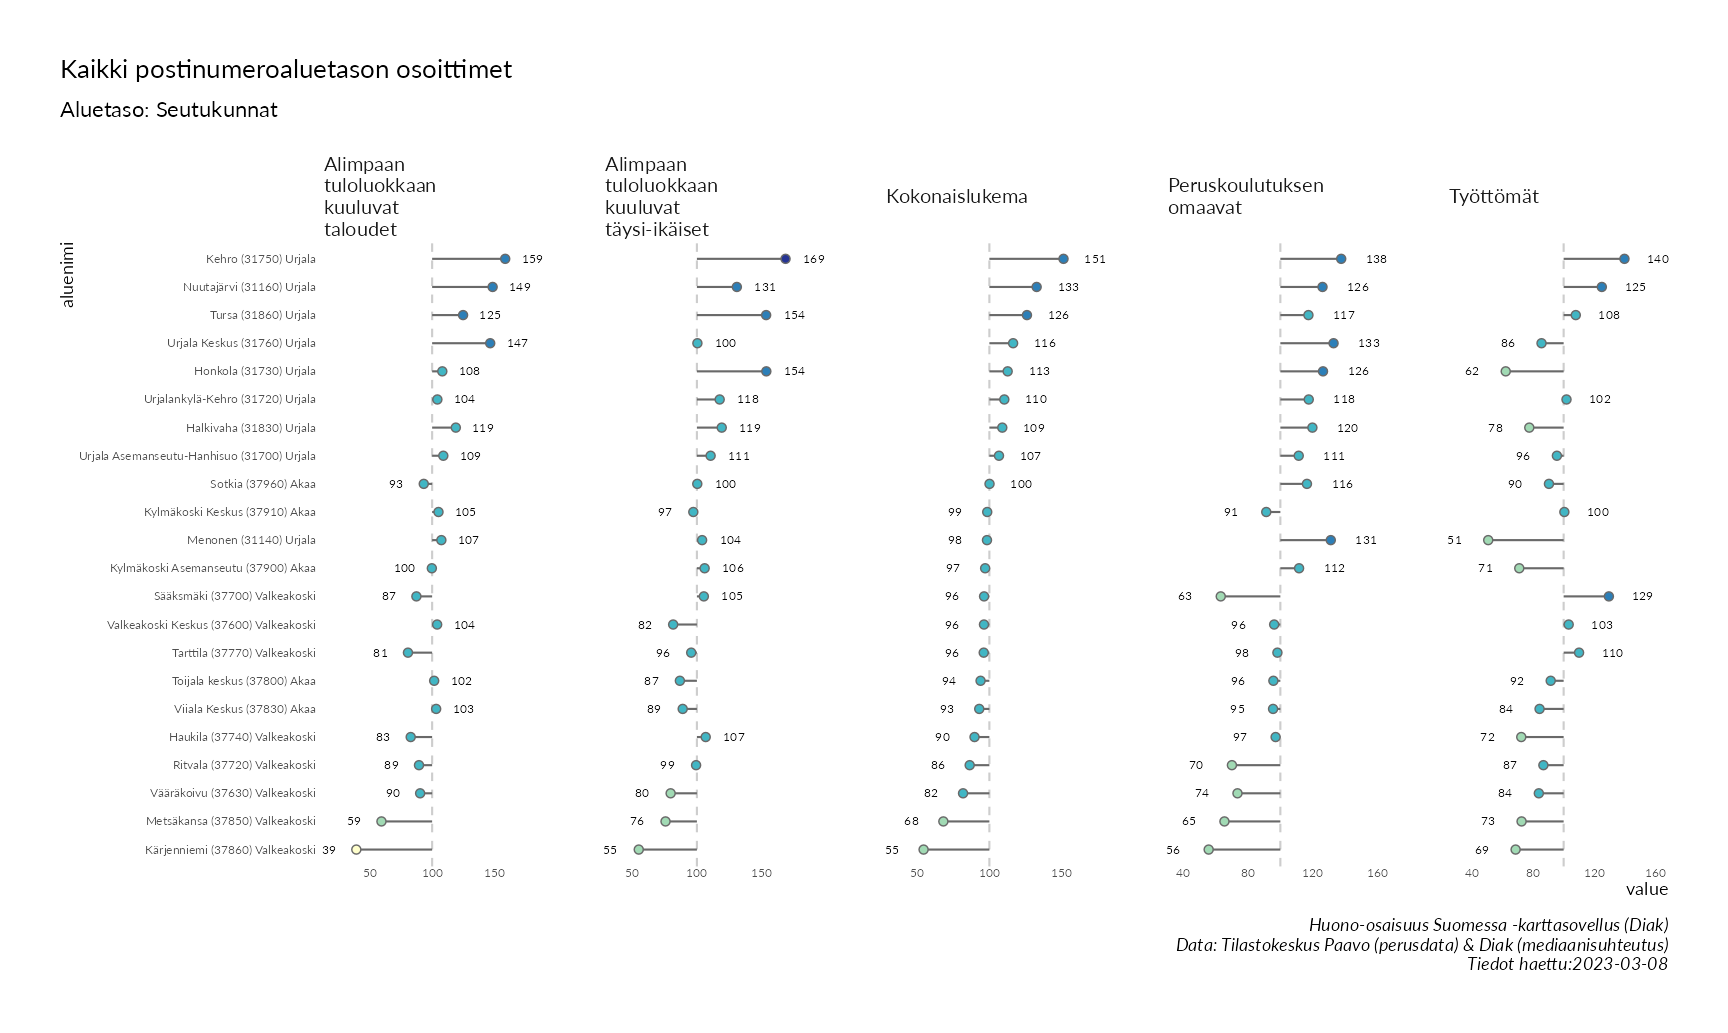 Kaikki postinumeroaluetason osoittimet
Aluetaso: Seutukunnat
Alimpaan
tuloluokkaan
kuuluvat
taloudet
Alimpaan
tuloluokkaan
kuuluvat
täysi-ikäiset
Kokonaislukema
Peruskoulutuksen
omaavat
Työttömät
aluenimi
Kehro (31750) Urjala 159 169 151 138 140
Nuutajärvi (31160) Urjala 149 131 133 126 125
Tursa (31860) Urjala 125 154 126 117 108
Urjala Keskus (31760) Urjala 147 100 116 133 86
Honkola (31730) Urjala 108 154 113 126 62
Urjalankylä-Kehro (31720) Urjala 104 118 110 118 102
Halkivaha (31830) Urjala 119 119 109 120 78
Urjala Asemanseutu-Hanhisuo (31700) Urjala 109 111 107 111 96
Sotkia (37960) Akaa 93 100 100 116 90
Kylmäkoski Keskus (37910) Akaa 105 97 99 91 100
Menonen (31140) Urjala 107 104 98 131 51
Kylmäkoski Asemanseutu (37900) Akaa 100 106 97 112 71
Sääksmäki (37700) Valkeakoski 87 105 96 63 129
Valkeakoski Keskus (37600) Valkeakoski 104 82 96 96 103
Tarttila (37770) Valkeakoski 81 96 96 98 110
Toijala keskus (37800) Akaa 102 87 94 96 92
Viiala Keskus (37830) Akaa 103 89 93 95 84
Haukila (37740) Valkeakoski 83 107 90 97 72
Ritvala (37720) Valkeakoski 89 99 86 70 87
Vääräkoivu (37630) Valkeakoski 90 80 82 74 84
Metsäkansa (37850) Valkeakoski 59 76 68 65 73
Kärjenniemi (37860) Valkeakoski 39 55 55 56 69
50 100 150 50 100 150 50 100 150 40 80 120 160 40 80 120 160
value
Huono-osaisuus Suomessa -karttasovellus (Diak)
Data: Tilastokeskus Paavo (perusdata) & Diak (mediaanisuhteutus)
Tiedot haettu:2023-03-08